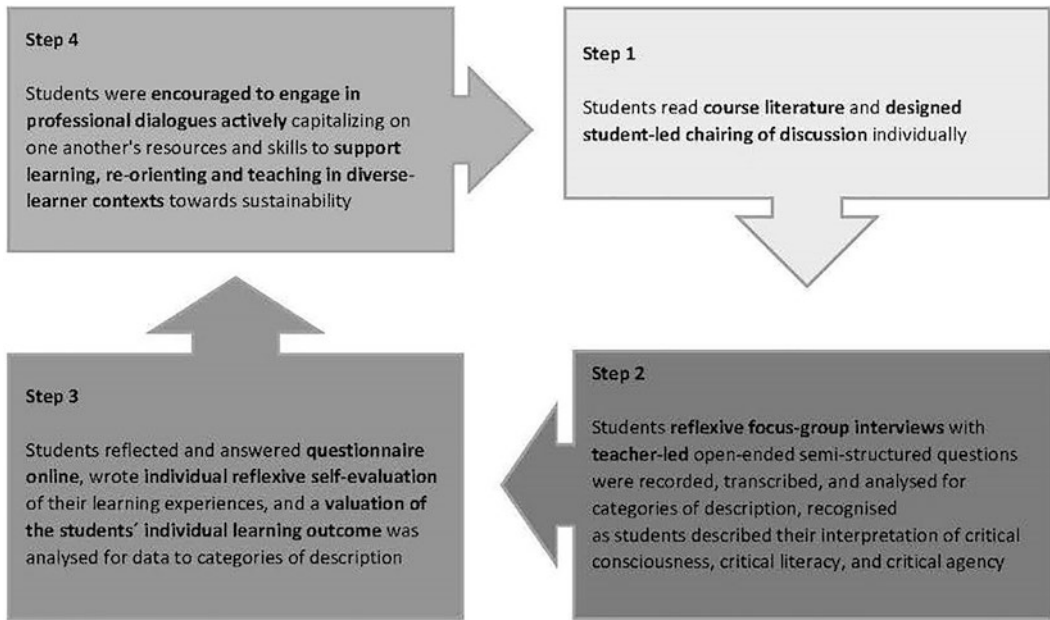 Step 4
Students were encouraged to engage in
professional dialogues actively capitalizing on
one another's resources and skills to support
learning, re-orienting and teaching in diverse-
learner contexts towards sustainability
Step 1
Students read course literature and designed
student-led chairing of discussion individually
Step 3
Students reflected and answered questionnaire
online, wrote individual reflexive self-evaluation
of their learning experiences, and a valuation of
the students´ individual learning outcome was
analysed for data to categories of description
Step 2
Students reflexive focus-group interviews with
teacher-led open-ended semi-structured questions
were recorded, transcribed, and analysed for
categories of description, recognised
as students described their interpretation of critical
consciousness, critical literacy, and critical agency